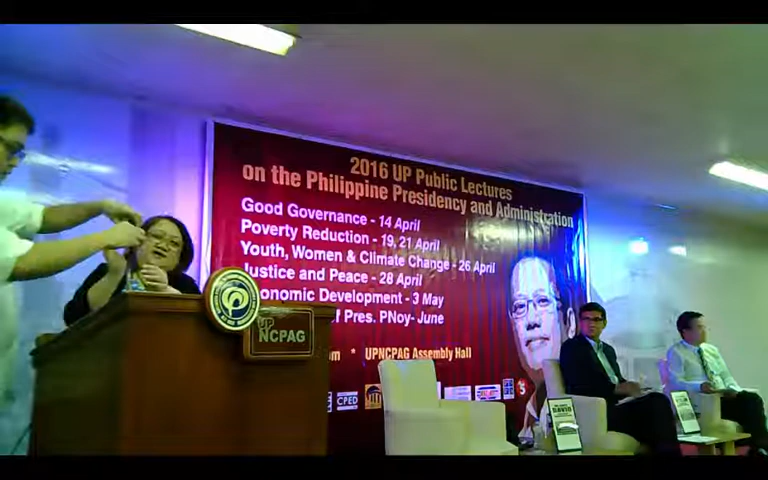 2016 UP Public Lectures
on the Philippine Presidency and Administration
Good Governance - 14 April
Poverty Reduction - 19, 21 April
Youth, Women & Climate Change - 26 April
Justice and Peace - 28 April
onomic Development - 3 May
f Pres. PNoy- June
om * UPNCPAG Assembly Hall
CPED
UP
NCPAG